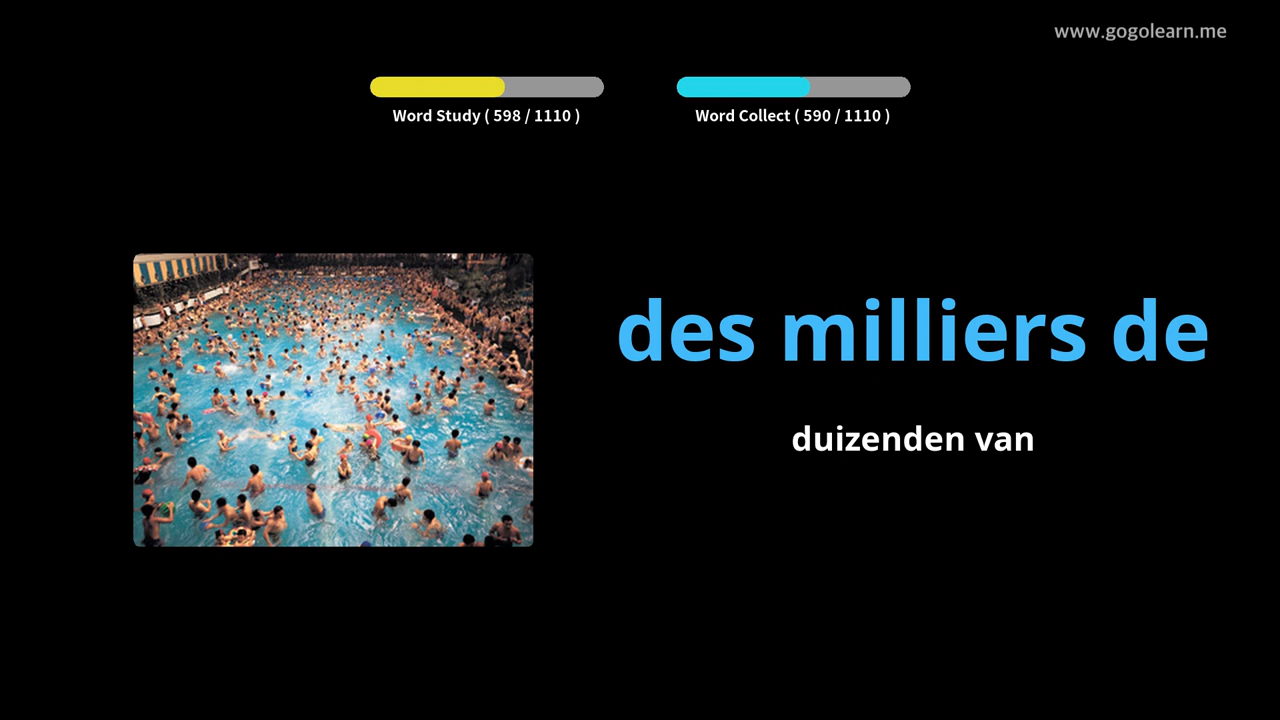 www.gogolearn.me
Word Study ( 598 / 1110 )
Word Collect ( 590 / 1110 )
des milliers de
duizenden van